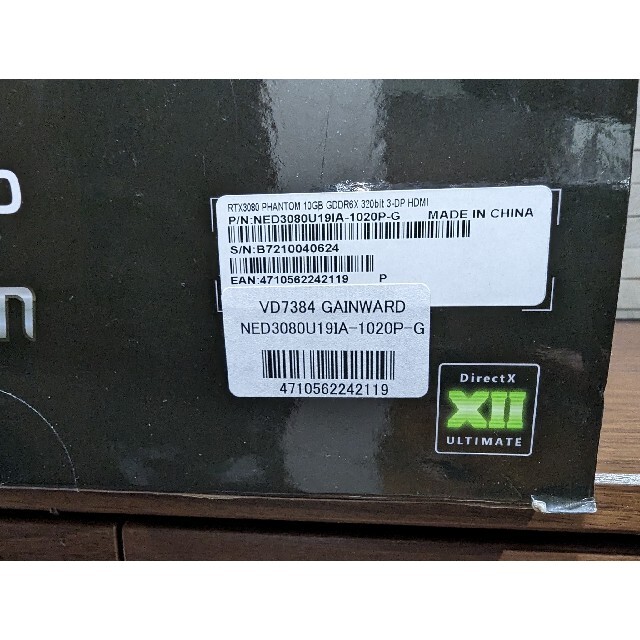 RTX3080 PHANTOM 10GB GDDR6X 320bit 3-DP HDMI
P/N:NED3080U19IA-1020P-G MADE IN CHINA
S/N:B7210040624
EAN:4710562242119 P
VD7384 GAINWARD
NED3080U19IA-1020P-G
4710562242119
DirectX
XII
ULTIMATE